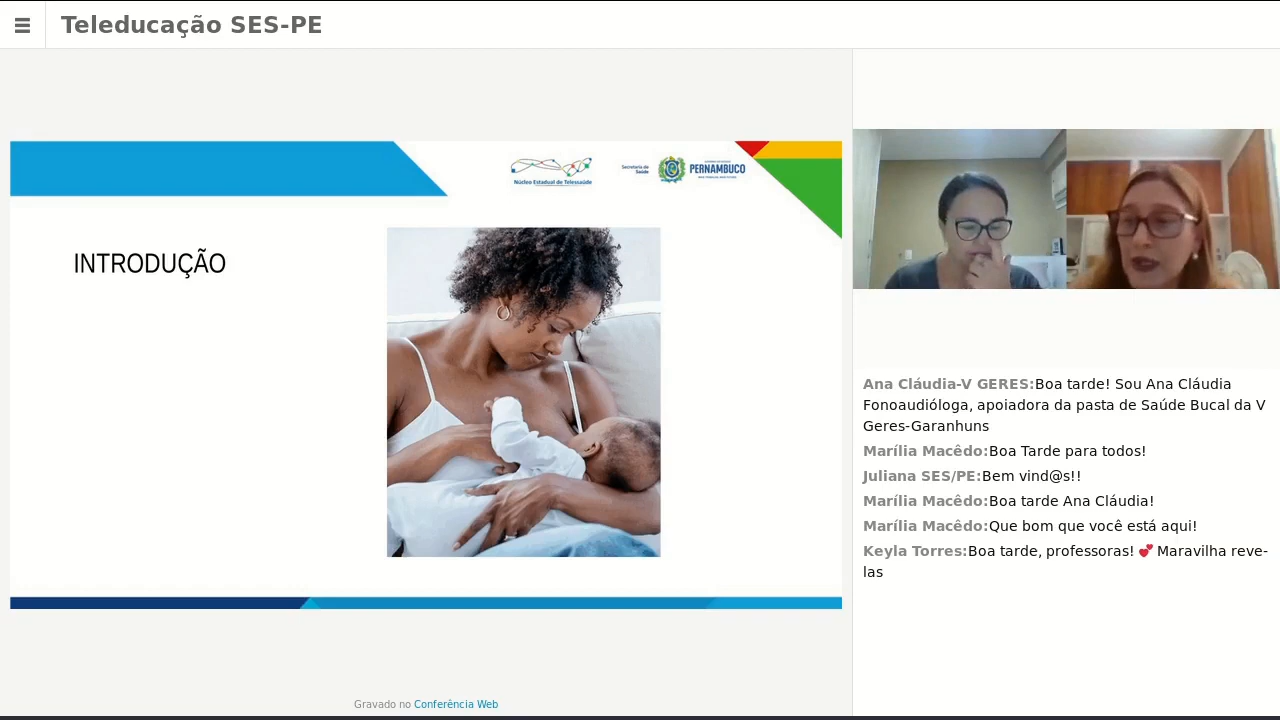 Teleducação SES-PE
Núcleo Estadual de Telessaúde
Secretaria de
Saúde
PERNAMBUCO
INTRODUÇÃO
Ana Cláudia-V GERES:Boa tarde! Sou Ana Cláudia
Fonoaudióloga, apoiadora da pasta de Saúde Bucal da V
Geres-Garanhuns
Marília Macêdo:Boa Tarde para todos!
Juliana SES/PE:Bem vind@s!!
Marília Macêdo:Boa tarde Ana Cláudia!
Marília Macêdo:Que bom que você está aqui!
Keyla Torres:Boa tarde, professoras! 💕 Maravilha reve-
las
Gravado no Conferência Web